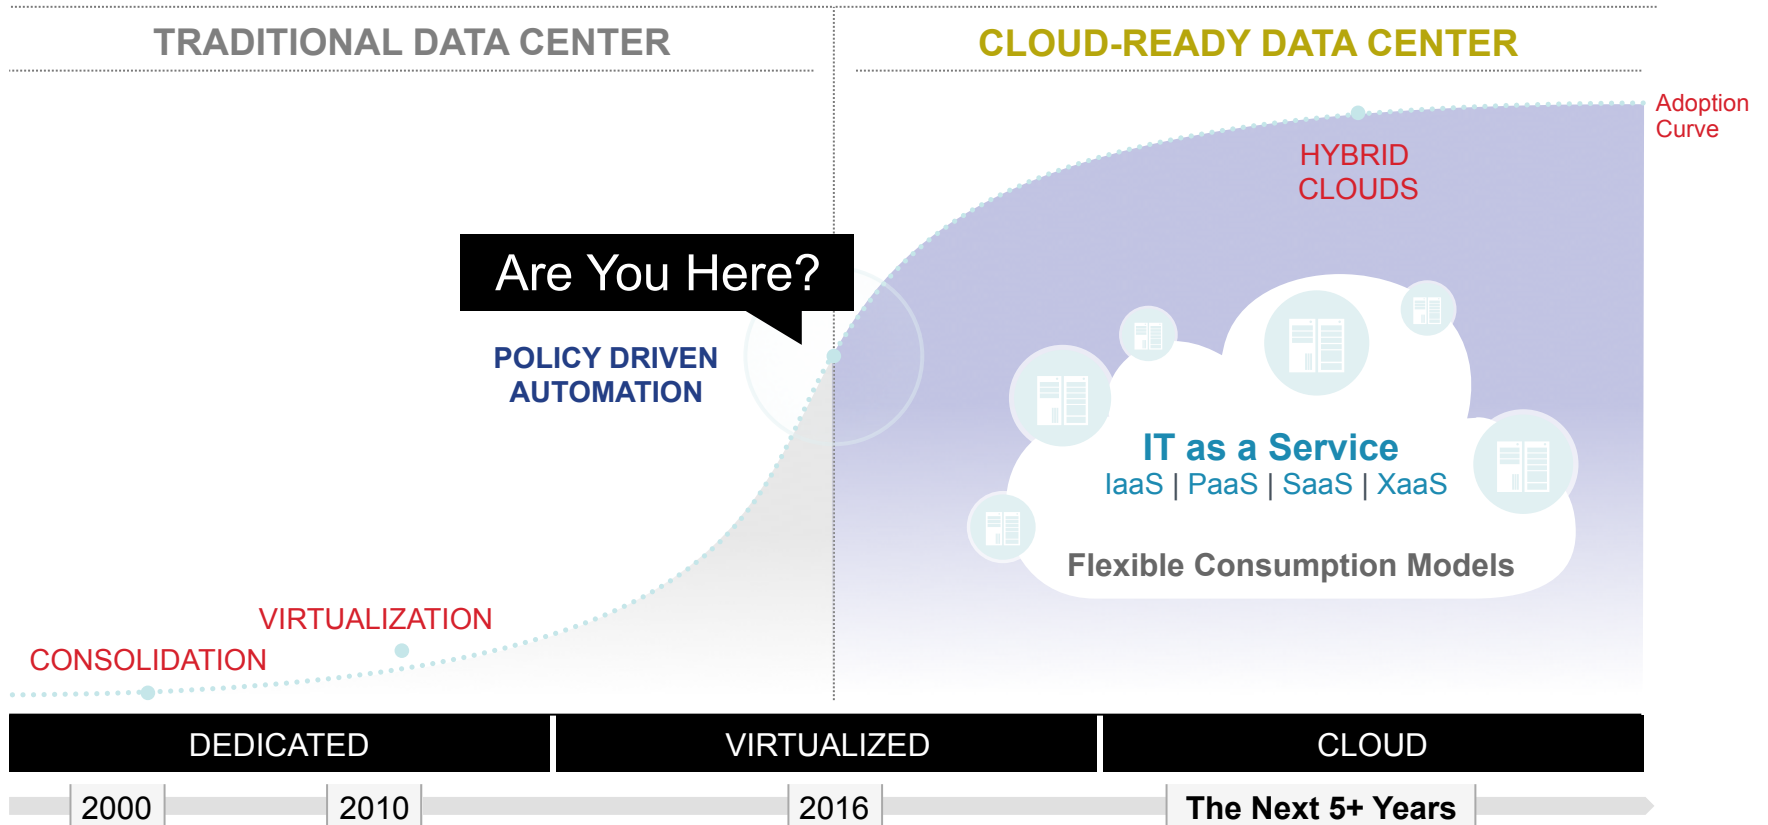 TRADITIONAL DATA CENTER
CLOUD-READY DATA CENTER
Adoption
Curve
HYBRID
CLOUDS
Are You Here?
POLICY DRIVEN
AUTOMATION
IT as a Service
IaaS | PaaS | SaaS | XaaS
Flexible Consumption Models
VIRTUALIZATION
CONSOLIDATION
DEDICATED
VIRTUALIZED
CLOUD
2000
2010
2016
The Next 5+ Years